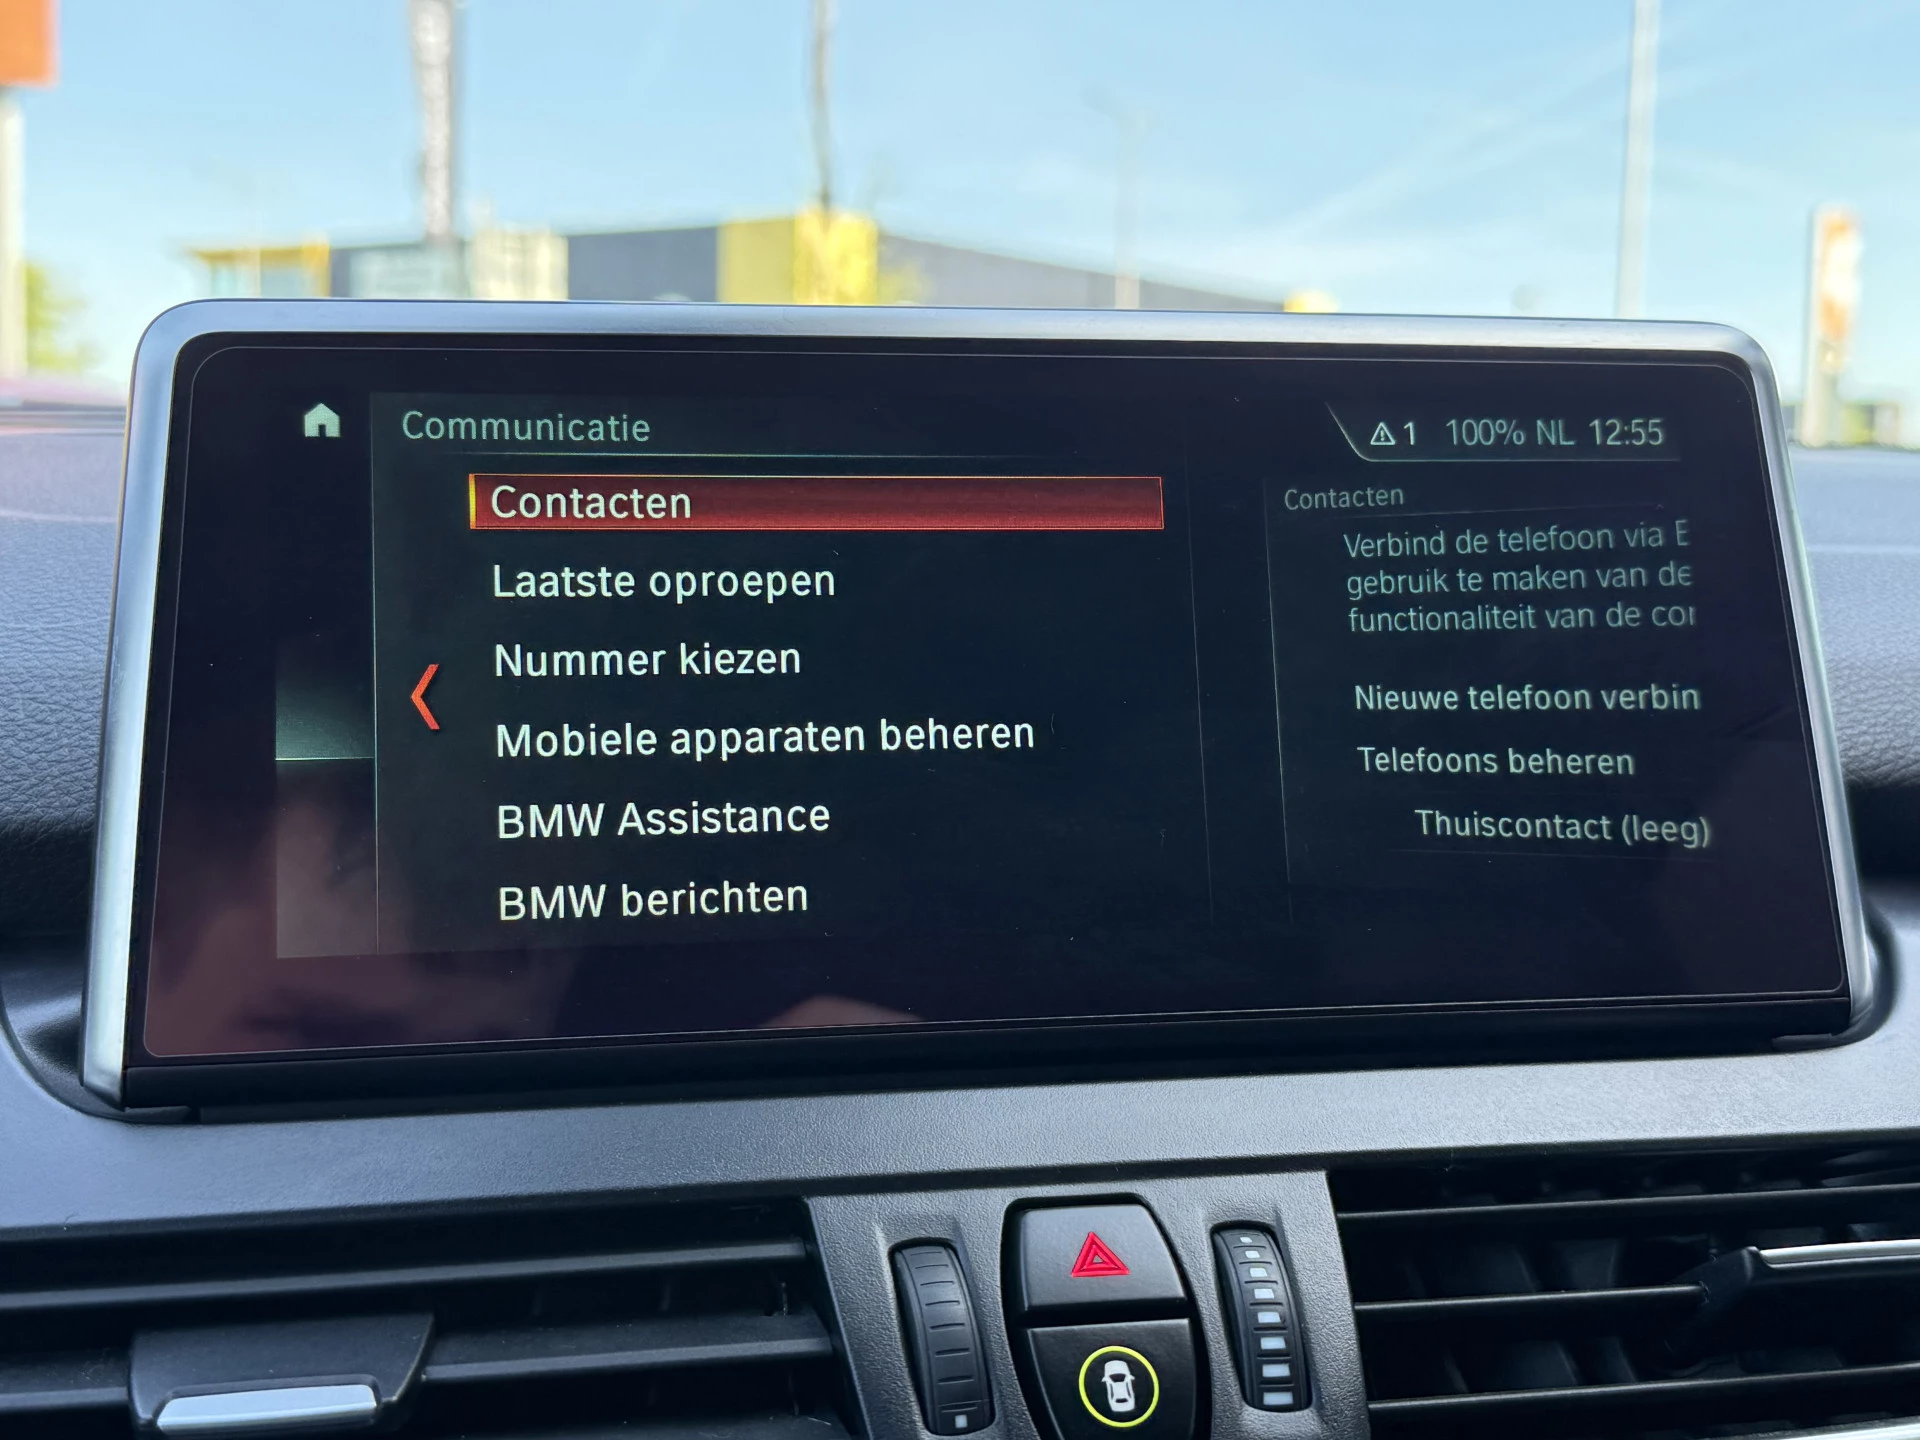 Communicatie
1 100% NL 12:55
Contacten
Laatste oproepen
Nummer kiezen
Mobiele apparaten beheren
BMW Assistance
BMW berichten
Contacten
Verbind de telefoon via
gebruik te maken van de
functionaliteit van de
Nieuwe telefoon verbin
Telefoons beheren
Thuiscontact (leeg)